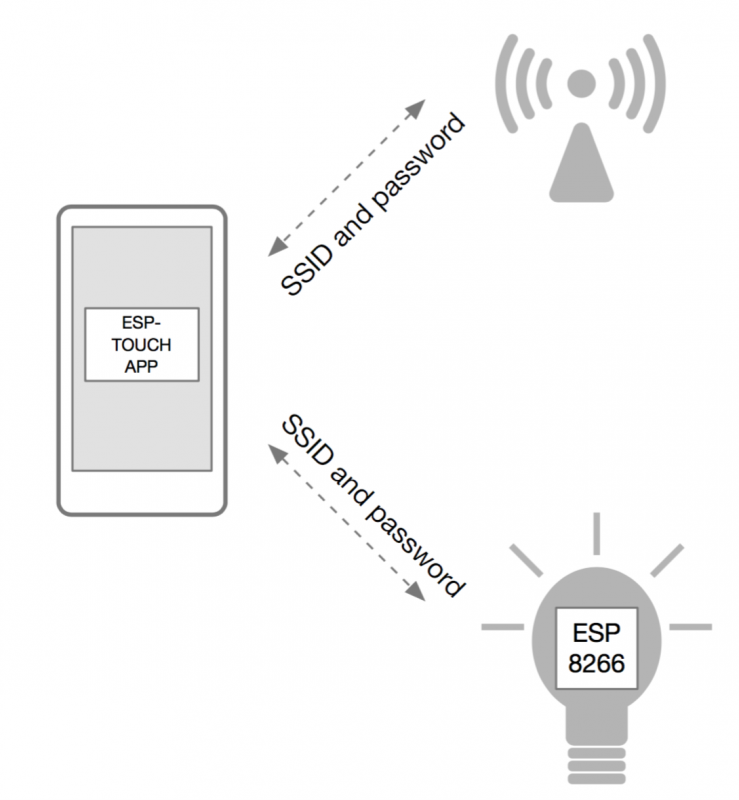 SSID and password
ESP-
TOUCH
APP
SSID and password
ESP
8266